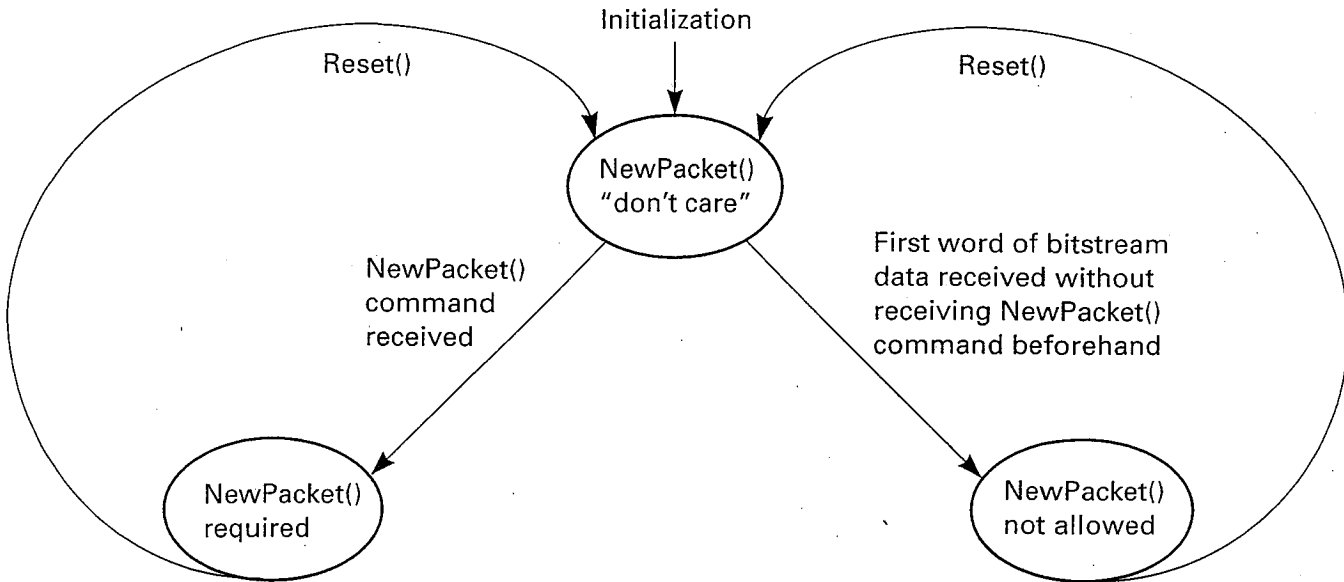 Initialization
Reset()
Reset()
NewPacket()
“don't care”
NewPacket()
command
received
First word of bitstream
data received without
receiving NewPacket()
command beforehand
NewPacket()
required
NewPacket()
not allowed